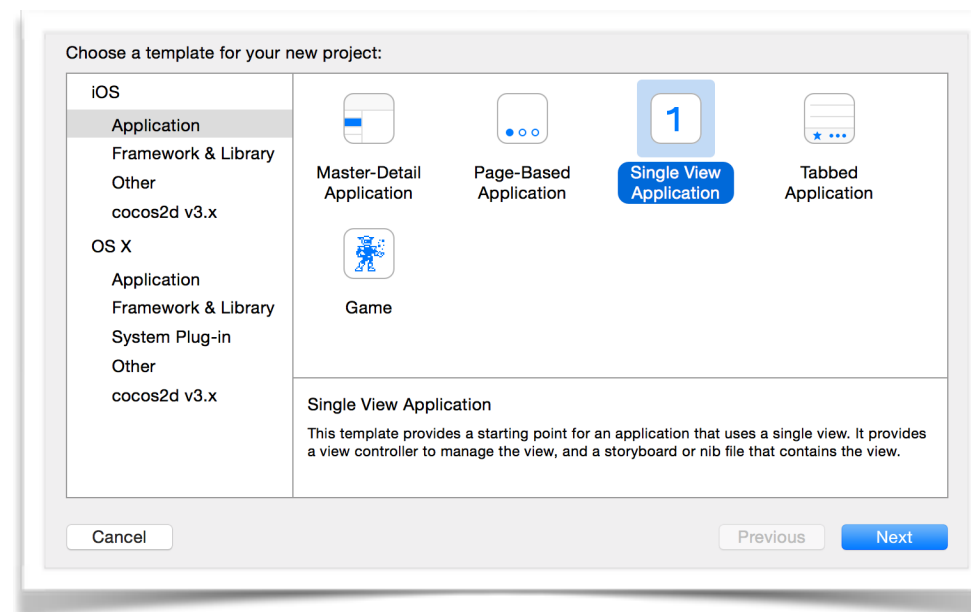 Choose a template for your new project:
iOS
Application
Framework & Library
Other
cocos2d v3.x
OS X
Application
Framework & Library
System Plug-in
Other
cocos2d v3.x
Master-Detail
Application
Page-Based
Application
1
Single View
Application
Tabbed
Application
Game
Single View Application
This template provides a starting point for an application that uses a single view. It provides
a view controller to manage the view, and a storyboard or nib file that contains the view.
Cancel
Previous
Next